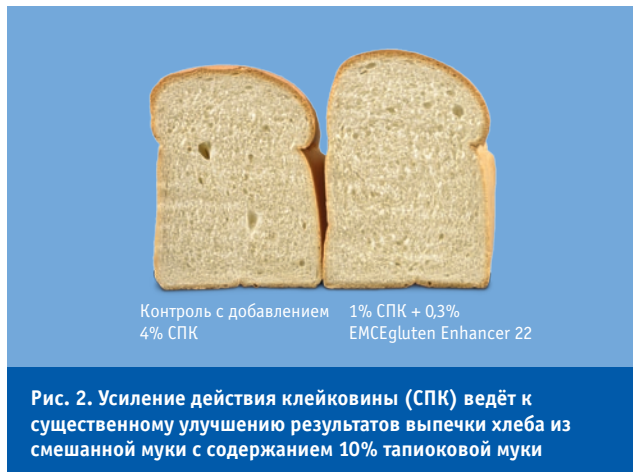 Контроль с добавлением
4% СПК
1% СПК + 0,3%
EMCEgluten Enhancer 22
Рис. 2. Усиление действия клейковины (СПК) ведёт к
существенному улучшению результатов выпечки хлеба из
смешанной муки с содержанием 10% тапиоковой муки